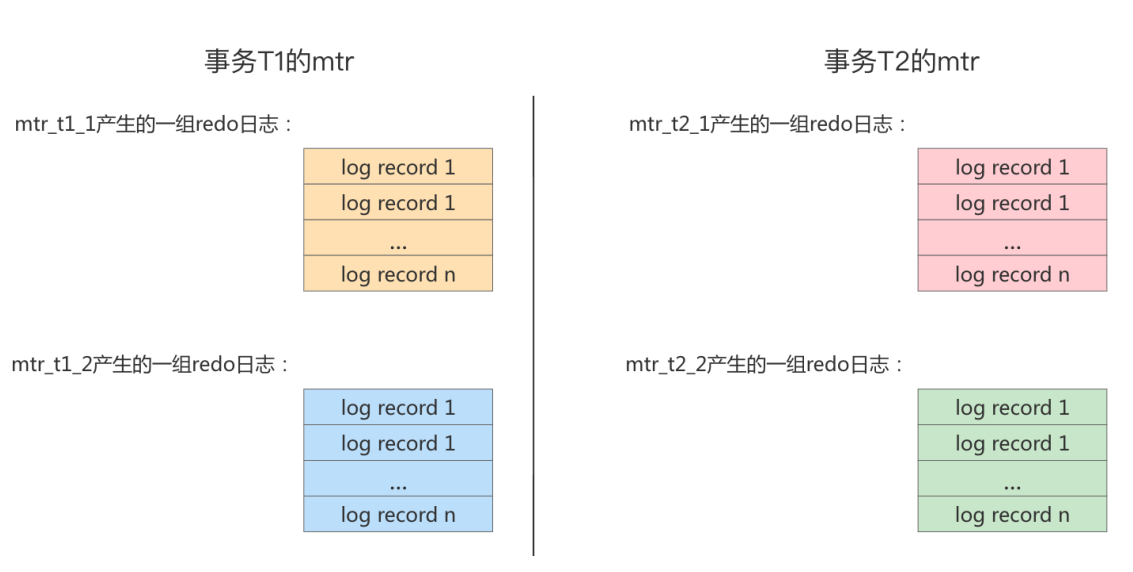 事务T1的mtr
mtr_t1_1产生的一组redo日志：
log record 1
log record 1
...
log record n
mtr_t1_2产生的一组redo日志：
log record 1
log record 1
...
log record n
事务T2的mtr
mtr_t2_1产生的一组redo日志：
log record 1
log record 1
...
log record n
mtr_t2_2产生的一组redo日志：
log record 1
log record 1
...
log record n